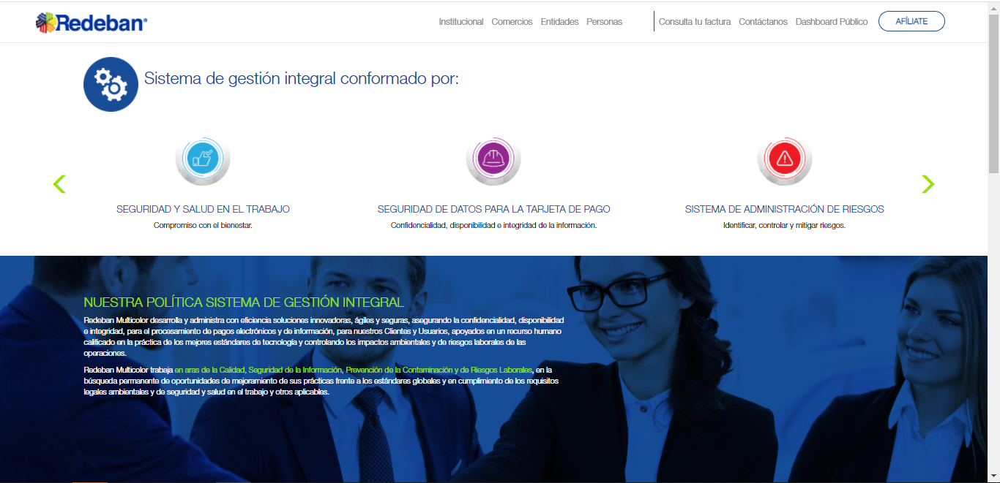 Redeban
Institucional Comercios Entidades Personas Consulta tu factura Contáctanos Dashboard Público AFÍLIATE
Sistema de gestión integral conformado por:
SEGURIDAD Y SALUD EN EL TRABAJO
Compromiso con el bienestar.
SEGURIDAD DE DATOS PARA LA TARJETA DE PAGO
Confidencialidad, disponibilidad e integridad de la información.
SISTEMA DE ADMINISTRACIÓN DE RIESGOS
Identificar, controlar y mitigar riesgos.
NUESTRA POLÍTICA SISTEMA DE GESTIÓN INTEGRAL
Redeban Multicolor desarrolla y administra con eficiencia soluciones innovadoras, ágiles y seguras, asegurando la confidencialidad, disponibilidad
e integridad, para el procesamiento de pagos electrónicos y de información, para nuestros Clientes y Usuarios, apoyados en un recurso humano
calificado en la práctica de los mejores estándares de tecnología y controlando los impactos ambientales y de riesgos laborales de las
operaciones.
Redeban Multicolor trabaja en aras de la Calidad, Seguridad de la Información, Prevención de la Contaminación y de Riesgos Laborales, en la
búsqueda permanente de oportunidades de mejoramiento de sus prácticas frente a los estándares globales y en cumplimiento de los requisitos
legales ambientales y de seguridad y salud en el trabajo y otros aplicables.